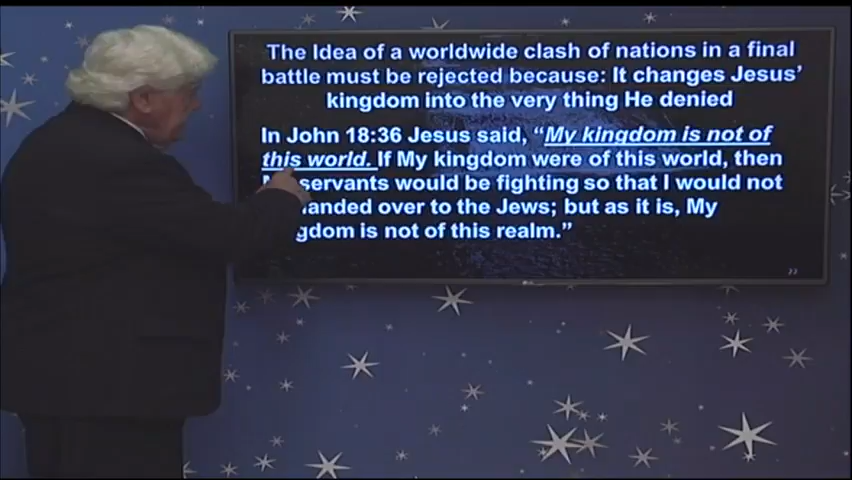 The Idea of a worldwide clash of nations in a final
battle must be rejected because: It changes Jesus'
kingdom into the very thing He denied
In John 18:36 Jesus said, "My kingdom is not of
this world. If My kingdom were of this world, then
servants would be fighting so that I would not
handed over to the Jews; but as it is, My
gdom is not of this realm."
LG